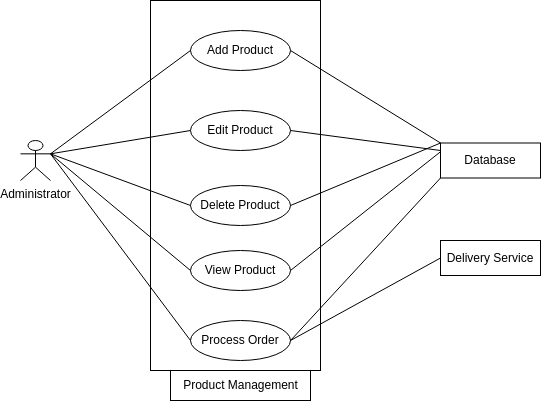 Add Product
Edit Product
Administrator
Database
Delete Product
View Product
Delivery Service
Process Order
Product Management